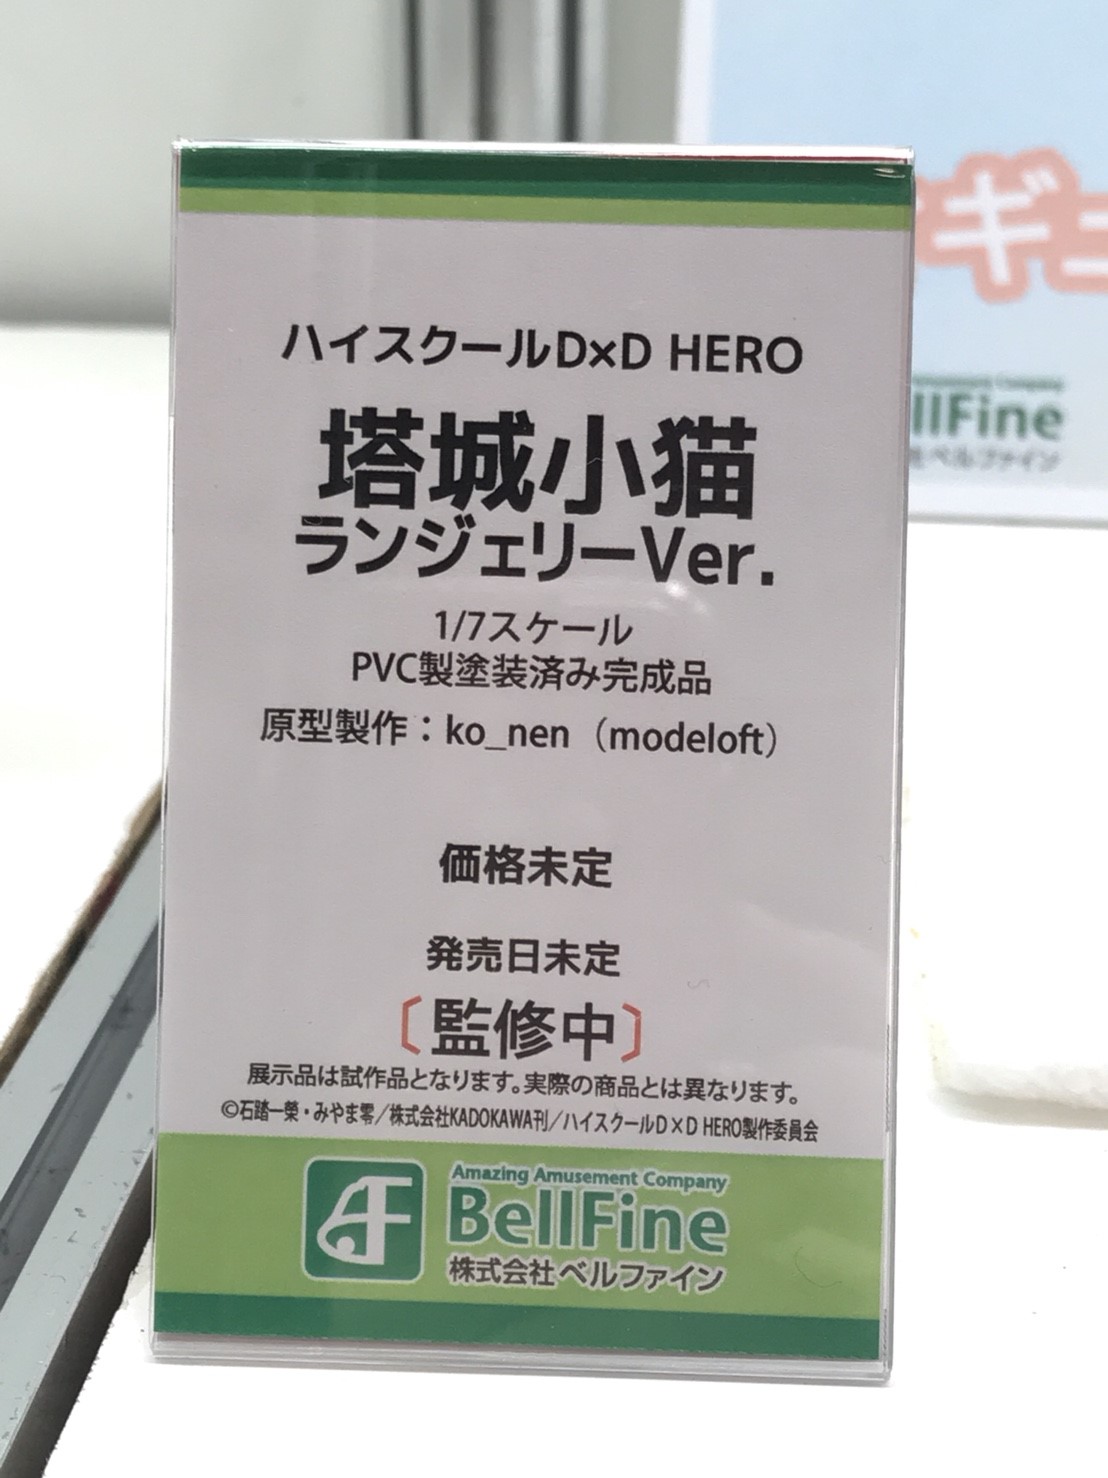 ハイスクールD×D HERO
塔城小猫
ランジェリーVer.
1/7スケール
PVC製塗装済み完成品
原型製作：ko_nen（modeloft）
価格未定
発売日未定
〔監修中〕
展示品は試作品となります。実際の商品とは異なります。
©石踏一榮・みやま零／株式会社KADOKAWA刊／ハイスクールD×D HERO製作委員会
Amazing Amusement Company
BellFine
株式会社ベルファイン
ギュ
Amusement Company
llFine
ベルファイン